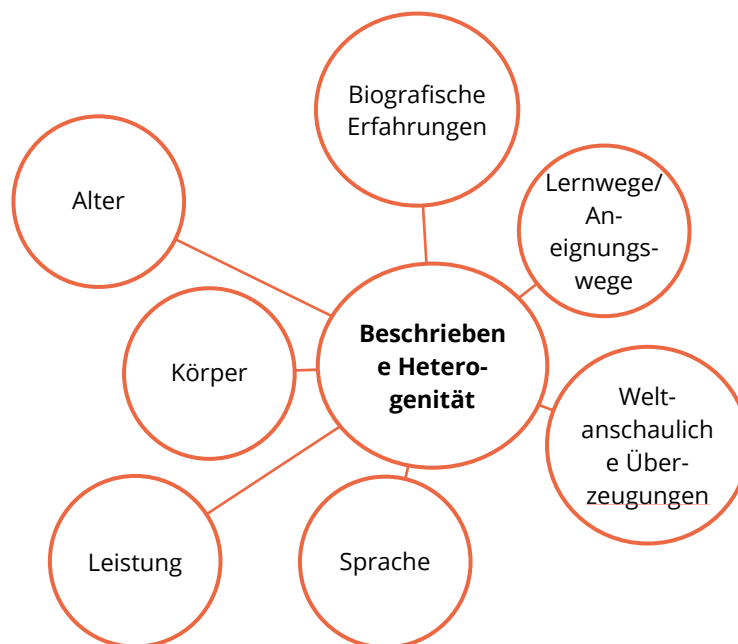 Biografische
Erfahrungen
Alter
Lernwege/
An-
eignungs-
wege
Beschrieben
e Hetero-
genität
Körper
Welt-
anschaulich
e Über-
zeugungen
Leistung
Sprache